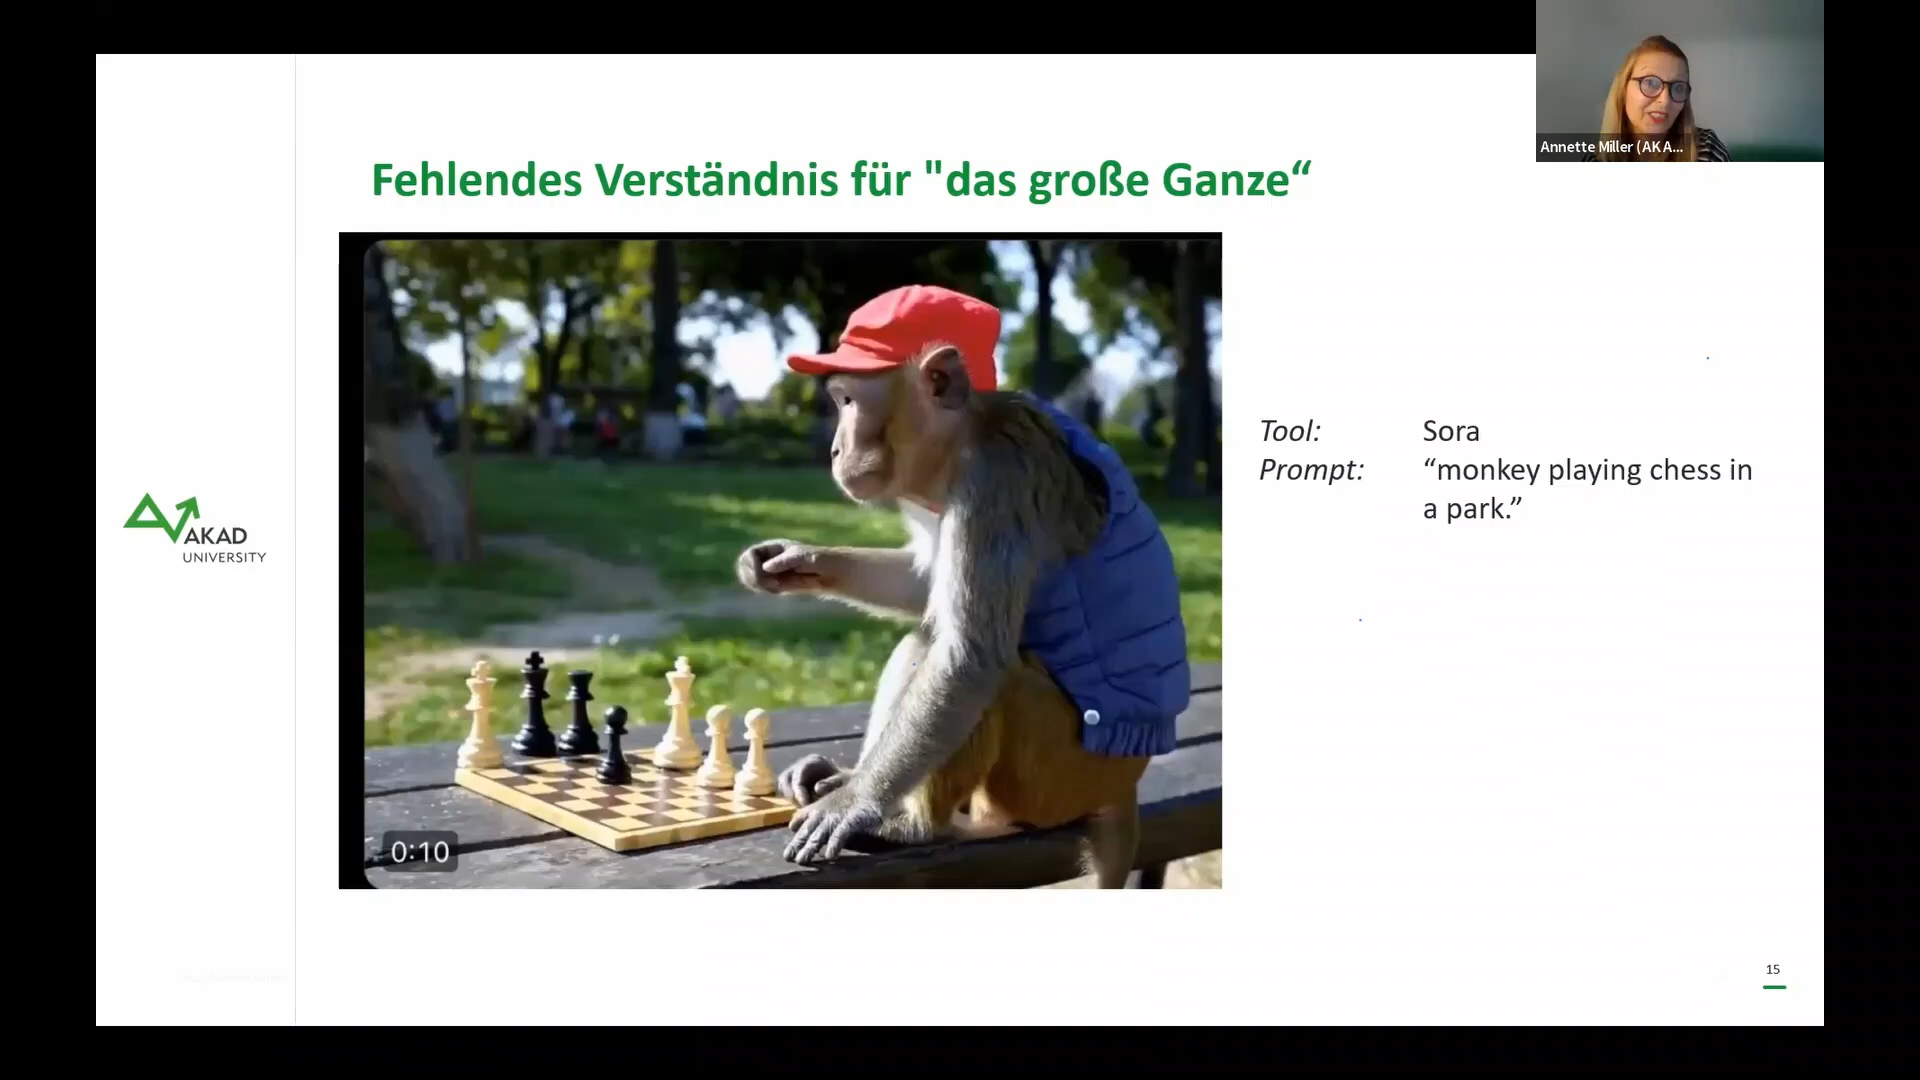 Annette Miller (AKA...
Fehlendes Verständnis für "das große Ganze“
Tool: Sora
Prompt: “monkey playing chess in
a park.”
AKAD
UNIVERSITY
0:10
15